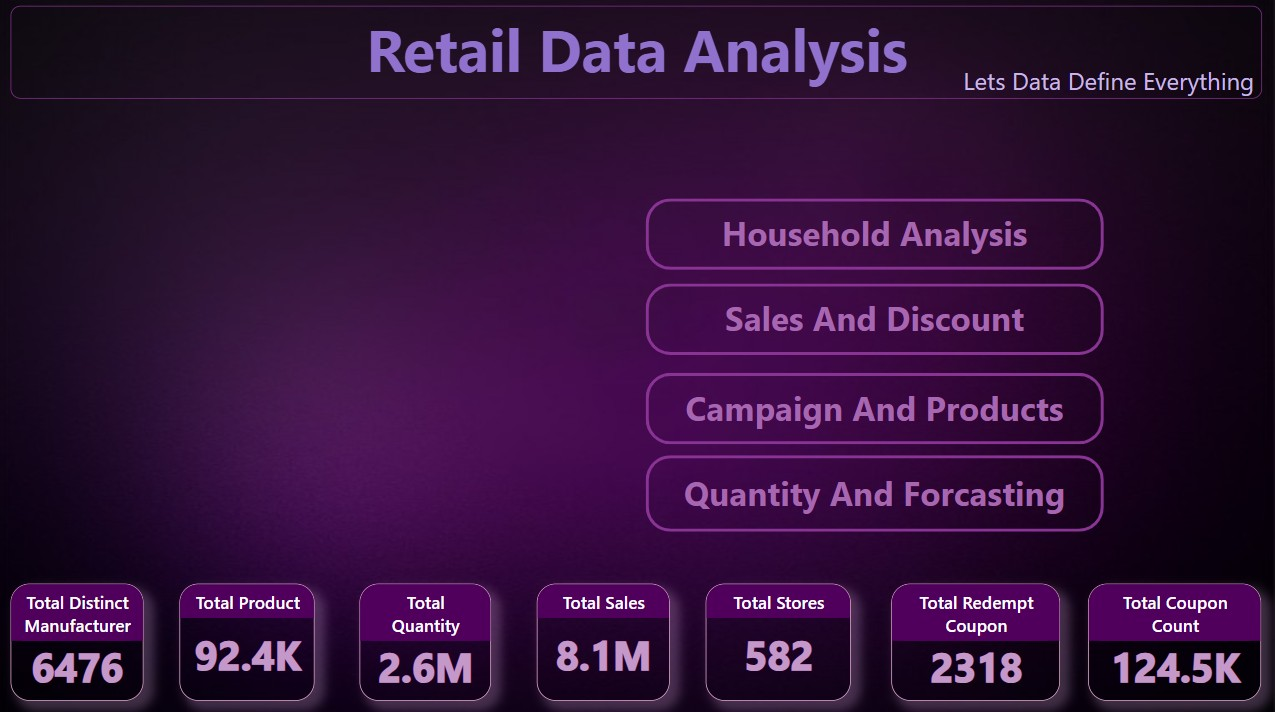 Retail Data Analysis
Lets Data Define Everything
Household Analysis
Sales And Discount
Campaign And Products
Quantity And Forcasting
Total Distinct
Manufacturer
6476
Total Product
92.4K
Total
Quantity
2.6M
Total Sales
8.1M
Total Stores
582
Total Redempt
Coupon
2318
Total Coupon
Count
124.5K